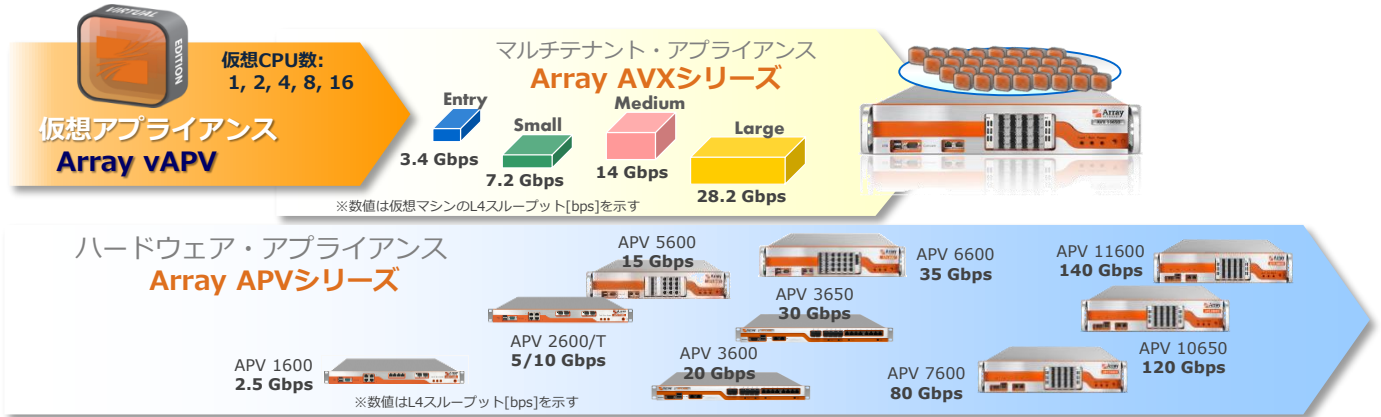 VIRTUAL
EDITION
仮想CPU数:
1, 2, 4, 8, 16
仮想アプライアンス
Array vAPV
マルチテナント・アプライアンス
Array AVXシリーズ
Entry
3.4 Gbps
Small
7.2 Gbps
Medium
14 Gbps
Large
28.2 Gbps
※数値は仮想マシンのL4スループット[bps]を示す
Array
ハードウェア・アプライアンス
Array APVシリーズ
APV 1600
2.5 Gbps
APV 2600/T
5/10 Gbps
APV 5600
15 Gbps
APV 3600
20 Gbps
APV 3650
30 Gbps
APV 6600
35 Gbps
APV 7600
80 Gbps
APV 10650
120 Gbps
APV 11600
140 Gbps
※数値はL4スループット[bps]を示す